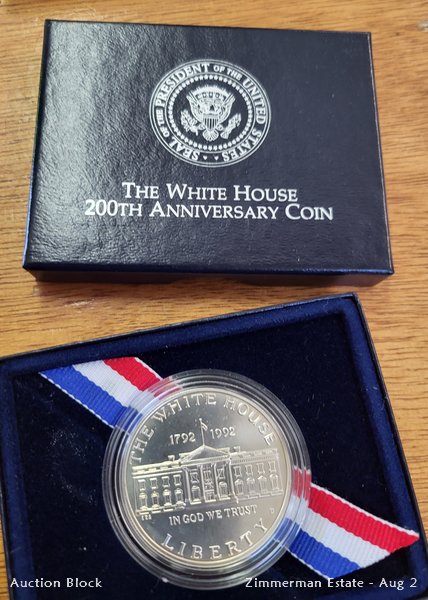 SEAL OF THE PRESIDENT OF THE UNITED STATES
THE WHITE HOUSE
200TH ANNIVERSARY COIN
THE WHITE HOUSE
1792 1992
IN GOD WE TRUST
D
LIBERTY
Auction Block
Zimmerman Estate - Aug 2